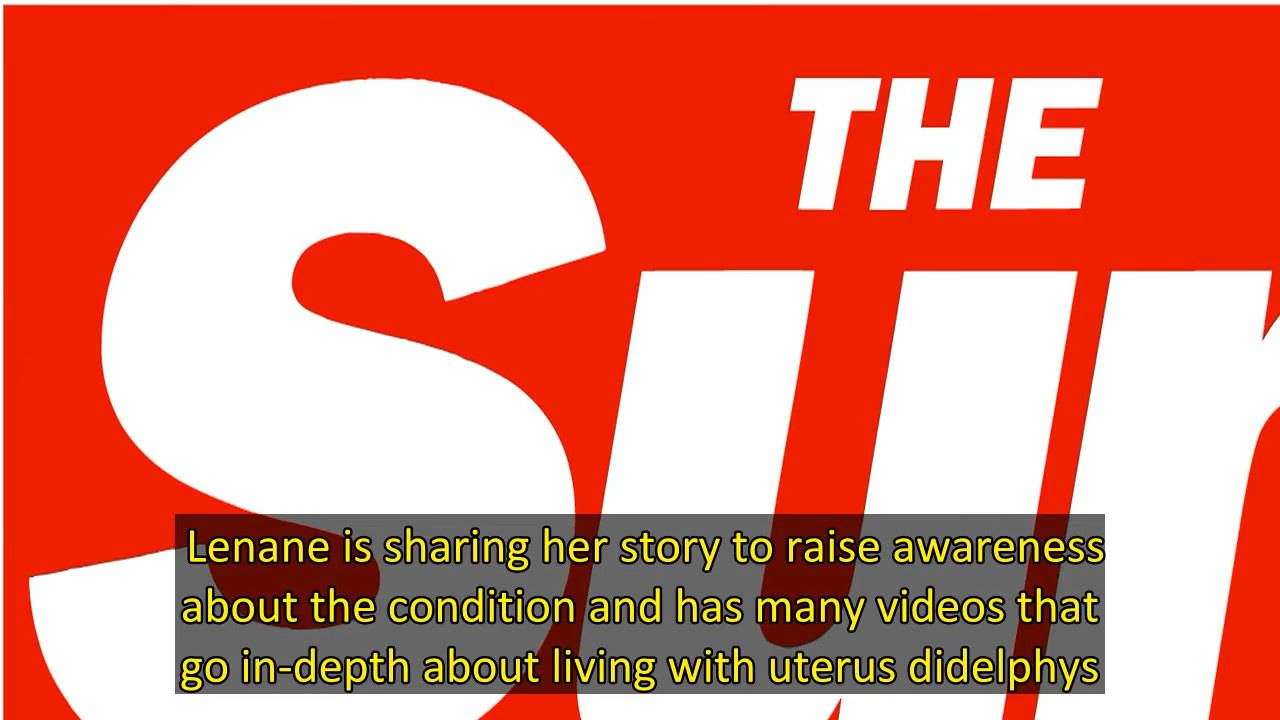 THE
Sun
Lenane is sharing her story to raise awareness
about the condition and has many videos that
go in-depth about living with uterus didelphys